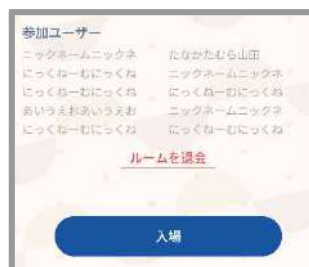 参加ユーザー
ニックネームニックネ たなかたむら山田
にっくねーむにっくね ニックネームニックネ
にっくねーむにっくね にっくねーむにっくね
あいうえおあいうえお ニックネームニックネ
にっくねーむにっくね にっくねーむにっくね
ルームを退会
入場